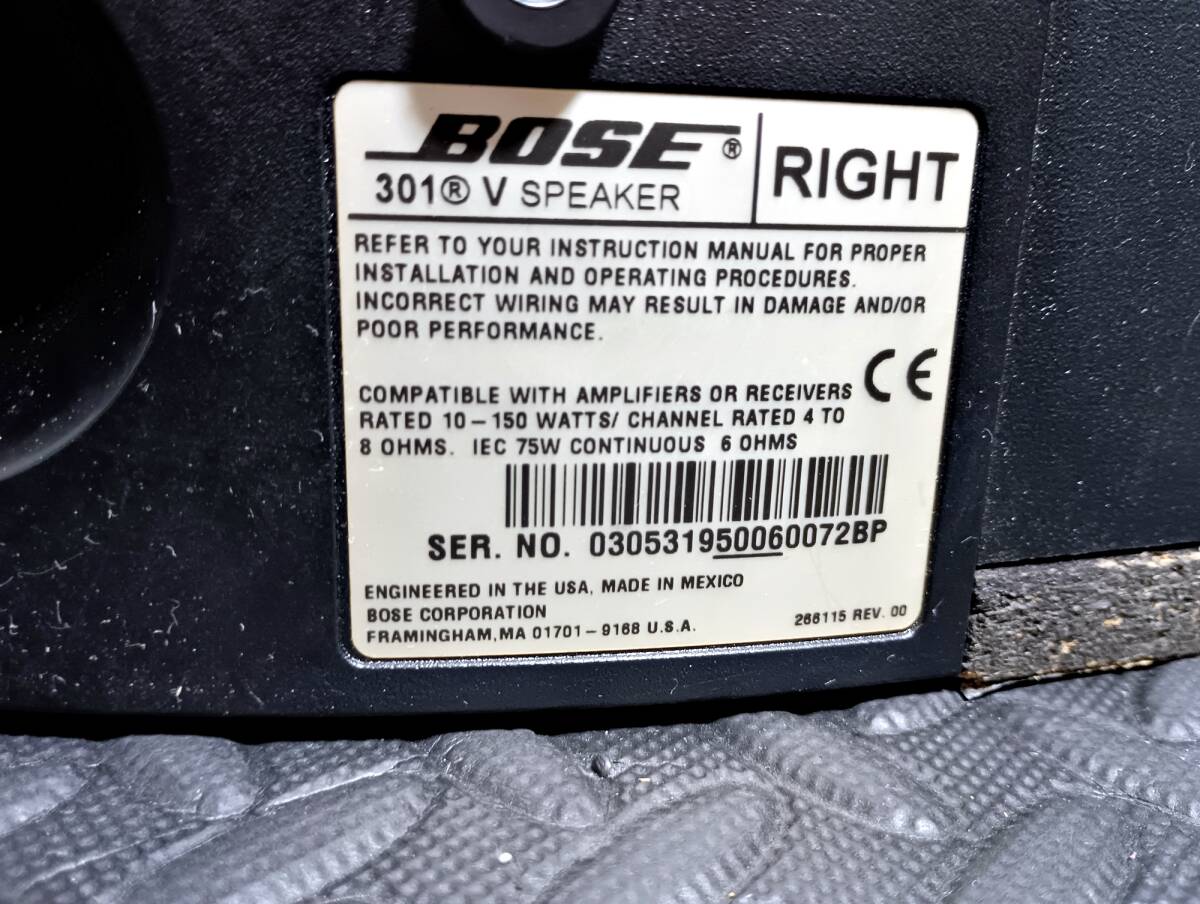 BOSE®
301® V SPEAKER
RIGHT
REFER TO YOUR INSTRUCTION MANUAL FOR PROPER
INSTALLATION AND OPERATING PROCEDURES.
INCORRECT WIRING MAY RESULT IN DAMAGE AND/OR
POOR PERFORMANCE.
CE
COMPATIBLE WITH AMPLIFIERS OR RECEIVERS
RATED 10–150 WATTS/ CHANNEL RATED 4 TO
8 OHMS. IEC 75W CONTINUOUS 6 OHMS
SER. NO. 030531950060072BP
ENGINEERED IN THE USA, MADE IN MEXICO
BOSE CORPORATION
FRAMINGHAM,MA 01701–9168 U.S.A.
266115 REV. 00